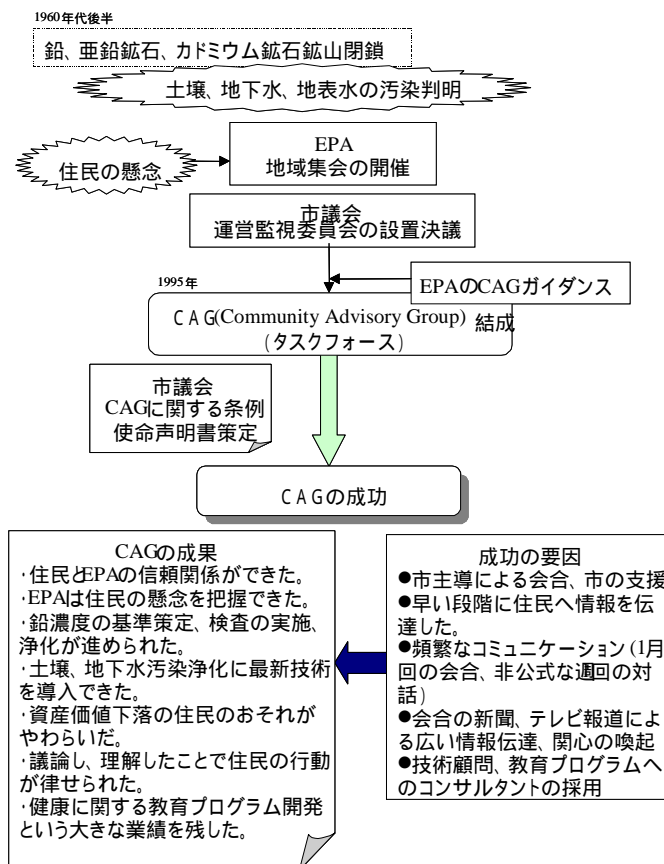 1960年代後半
鉛、亜鉛鉱石、カドミウム鉱石鉱山閉鎖
土壌、地下水、地表水の汚染判明
EPA
地域集会の開催
住民の懸念
市議会
運営監視委員会の設置決議
1995年
EPAのCAGガイダンス
CAG(Community Advisory Group)
結成
(タスクフォース)
市議会
CAGに関する条例
使命声明書策定
CAGの成功
CAGの成果
・住民とEPAの信頼関係ができた。
・EPAは住民の懸念を把握できた。
・鉛濃度の基準策定、検査の実施、
浄化が進められた。
・土壌、地下水汚染浄化に最新技術
を導入できた。
・資産価値下落の住民のおそれが
やわらいだ。
・議論し、理解したことで住民の行動
が律せられた。
・健康に関する教育プログラム開発
という大きな業績を残した。
成功の要因
●市主導による会合、市の支援
●早い段階に住民へ情報を伝
達した。
●頻繁なコミュニケーション(1月
回の会合、非公式な週回の対
話)
●会合の新聞、テレビ報道によ
る広い情報伝達、関心の喚起
●技術顧問、教育プログラムへ
のコンサルタントの採用